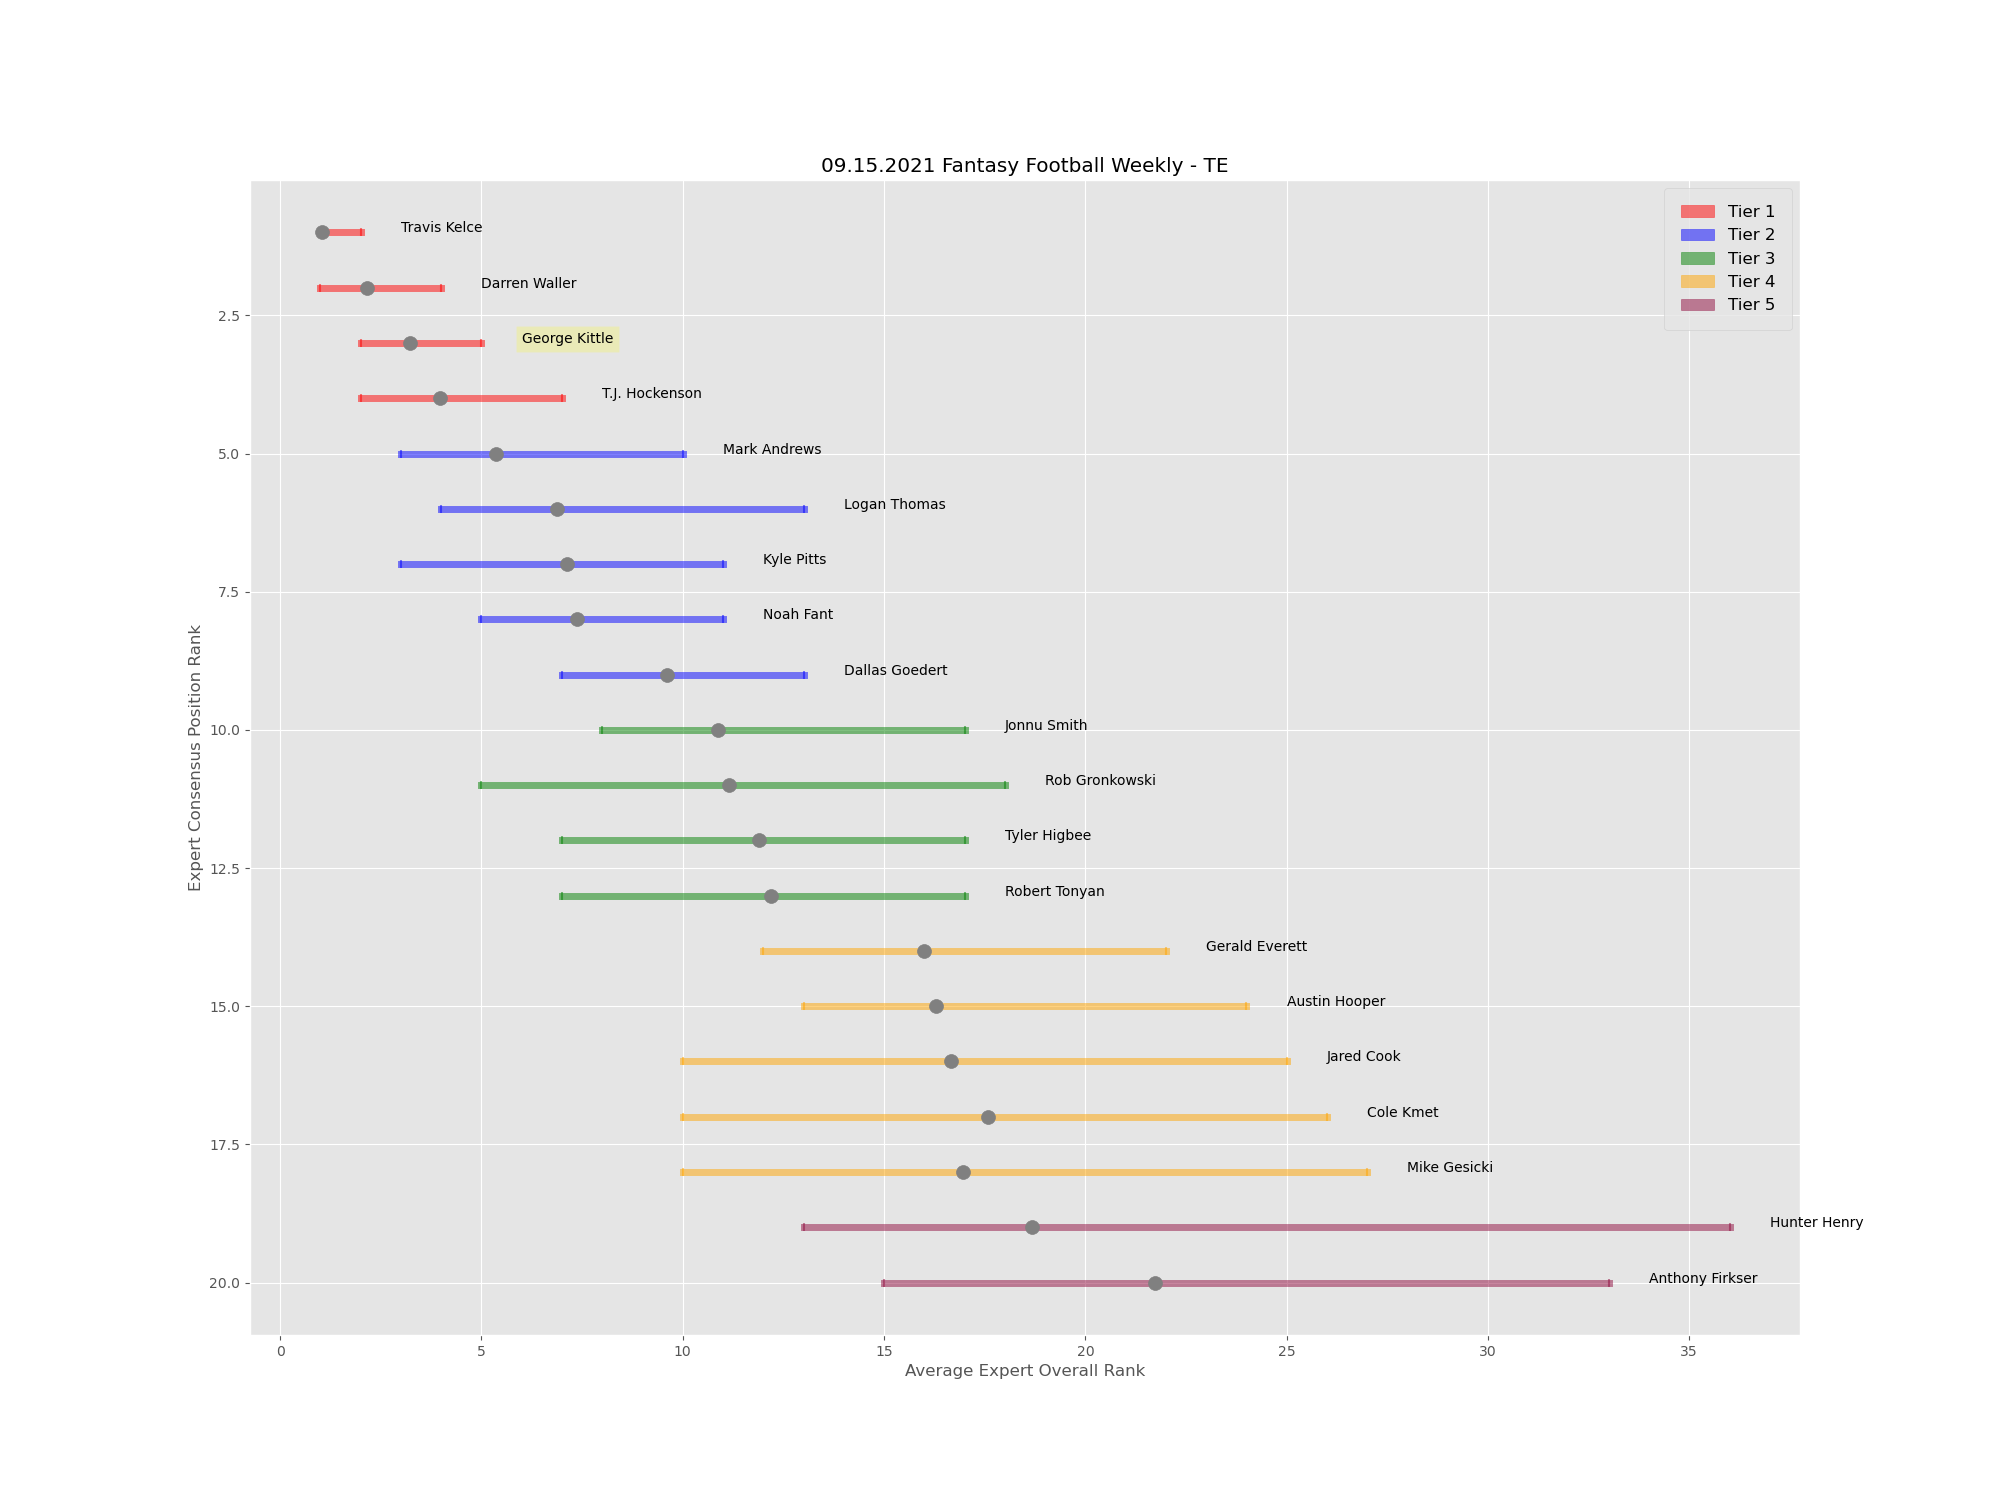 09.15.2021 Fantasy Football Weekly - TE
Tier 1
Tier 2
Tier 3
Tier 4
Tier 5
Travis Kelce
Darren Waller
George Kittle
T.J. Hockenson
Mark Andrews
Logan Thomas
Kyle Pitts
Noah Fant
Dallas Goedert
Jonnu Smith
Rob Gronkowski
Tyler Higbee
Robert Tonyan
Gerald Everett
Austin Hooper
Jared Cook
Cole Kmet
Mike Gesicki
Hunter Henry
Anthony Firkser
Expert Consensus Position Rank
2.5
5.0
7.5
10.0
12.5
15.0
17.5
20.0
0 5 10 15 20 25 30 35
Average Expert Overall Rank